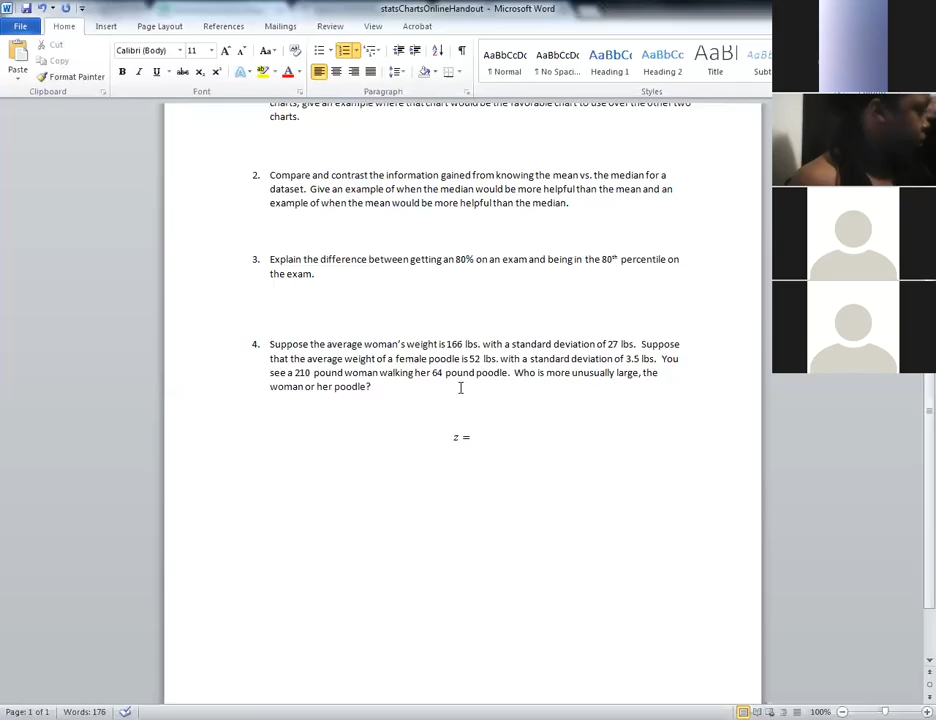 statsChartsOnlineHandout - Microsoft Word
File Home Insert Page Layout References Mailings Review View Acrobat
Cut
Copy
Format Painter
Paste
Calibri (Body) 11
AaBbCcDc AaBbCcDc AaBbC AaBbCc AaB AaB
¶ Normal ¶ No Spaci... Heading 1 Heading 2 Title Subt
Clipboard Font Paragraph Styles
charts, give an example where that chart would be the favorable chart to use over the other two
charts.
2. Compare and contrast the information gained from knowing the mean vs. the median for a
dataset. Give an example of when the median would be more helpful than the mean and an
example of when the mean would be more helpful than the median.
3. Explain the difference between getting an 80% on an exam and being in the 80th percentile on
the exam.
4. Suppose the average woman's weight is 166 lbs. with a standard deviation of 27 lbs. Suppose
that the average weight of a female poodle is 52 lbs. with a standard deviation of 3.5 lbs. You
see a 210 pound woman walking her 64 pound poodle. Who is more unusually large, the
woman or her poodle?
z =
Page: 1 of 1 Words: 176 100%